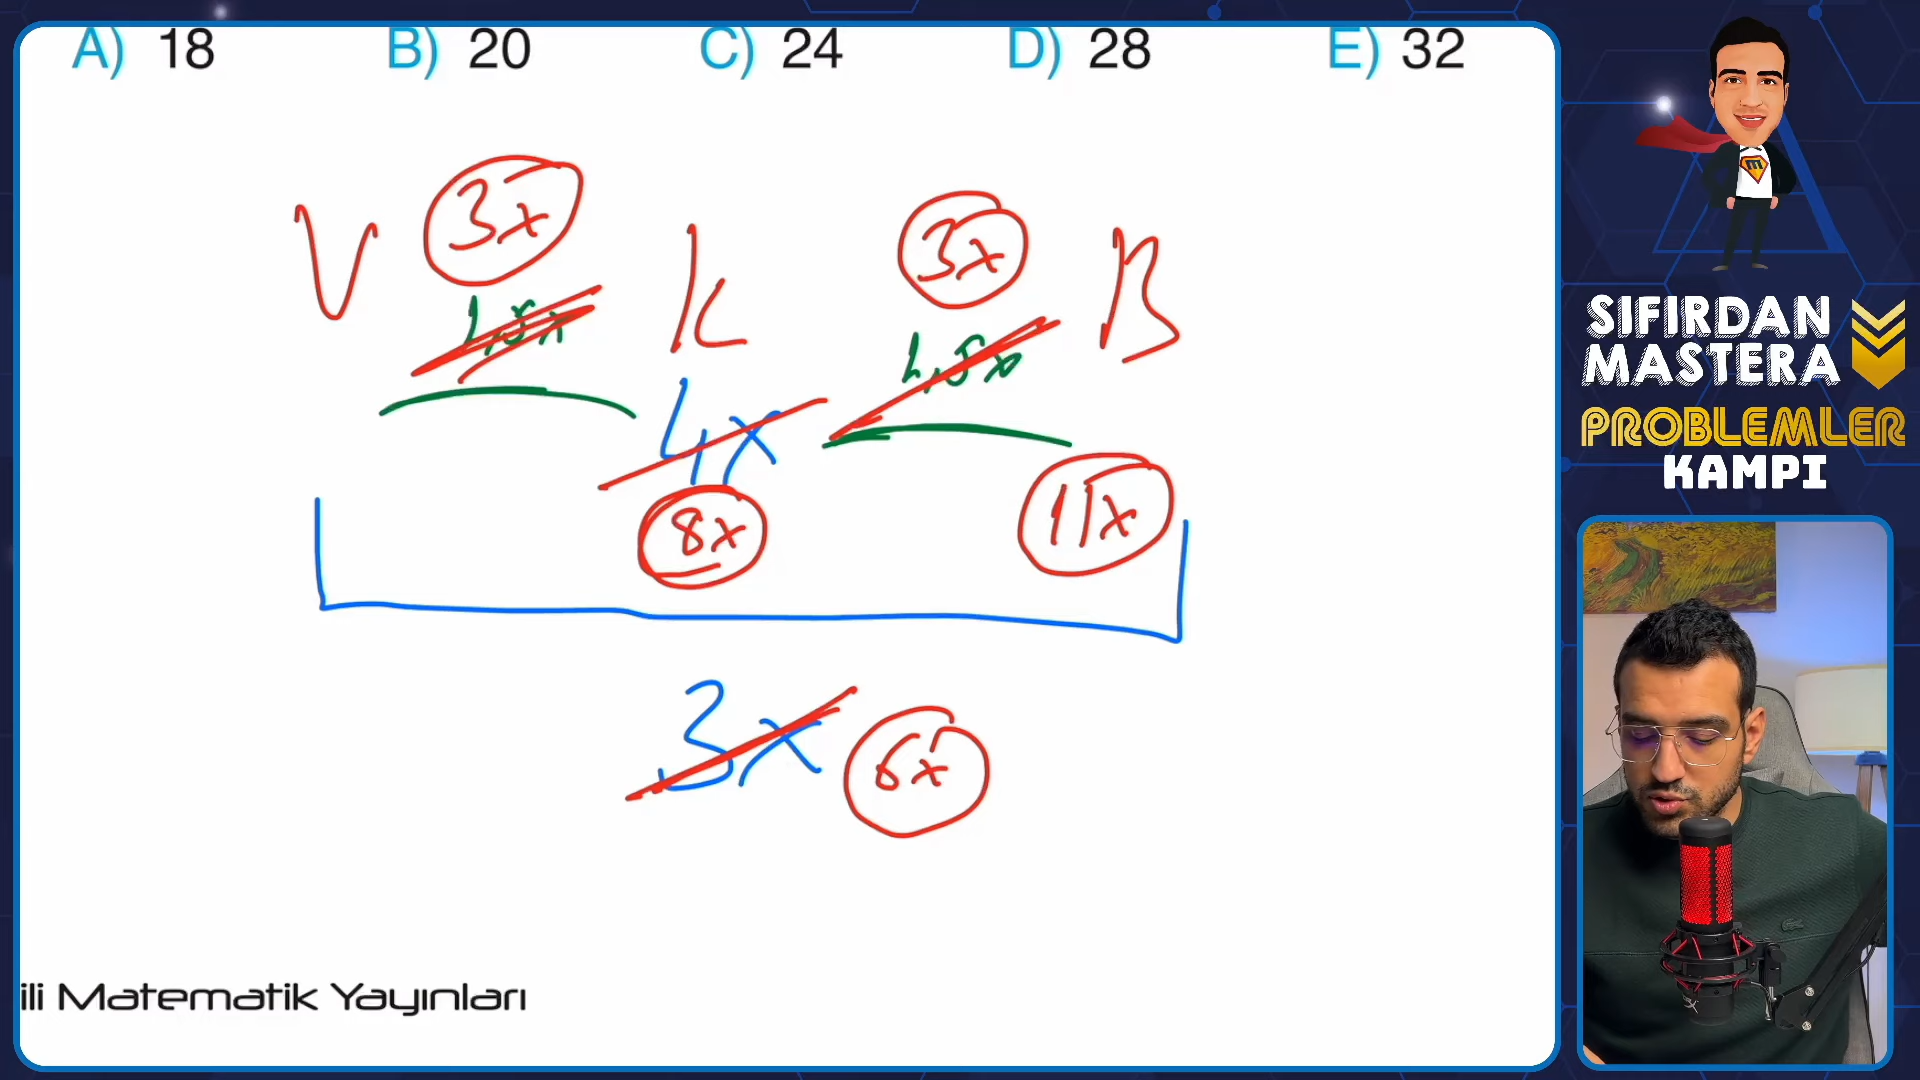 A) 18 B) 20 C) 24 D) 28 E) 32
V 3x K 3x B
1,5x 1,5x
4x
8x 11x
3x 6x
ili Matematik Yayınları
SIFIRDAN
MASTERA
PROBLEMLER
KAMPI